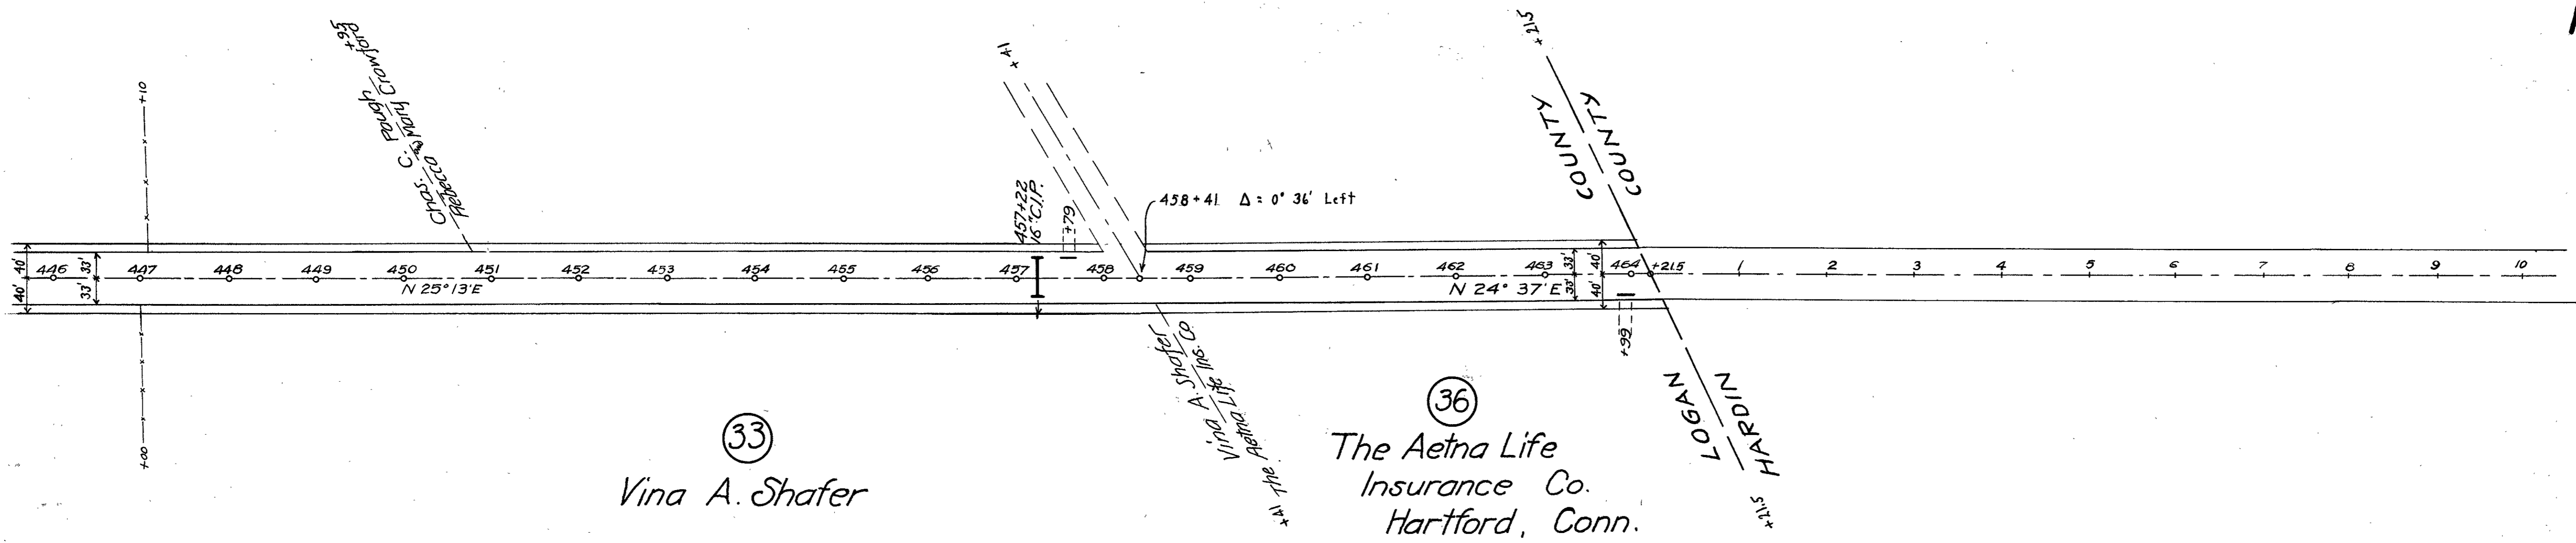 +10
+95
Chas. C. Paugh
Rebecca and Mary Crawford
+41
457+22
16" C.I.P.
+79
458+41 Δ = 0° 36' Left
+21.5
COUNTY
COUNTY
40' 33'
446 447 448 449 450 451 452 453 454 455 456 457 458 459 460 461 462 463 33' 40' 464 +21.5 1 2 3 4 5 6 7 8 9 10
40' 33'
N 25° 13' E
N 24° 37' E 33' 40'
+00
+99
Vina A. Shafer
+41 The Aetna Life Ins. Co.
LOGAN
HARDIN
+21.5
33
Vina A. Shafer
36
The Aetna Life
Insurance Co.
Hartford, Conn.